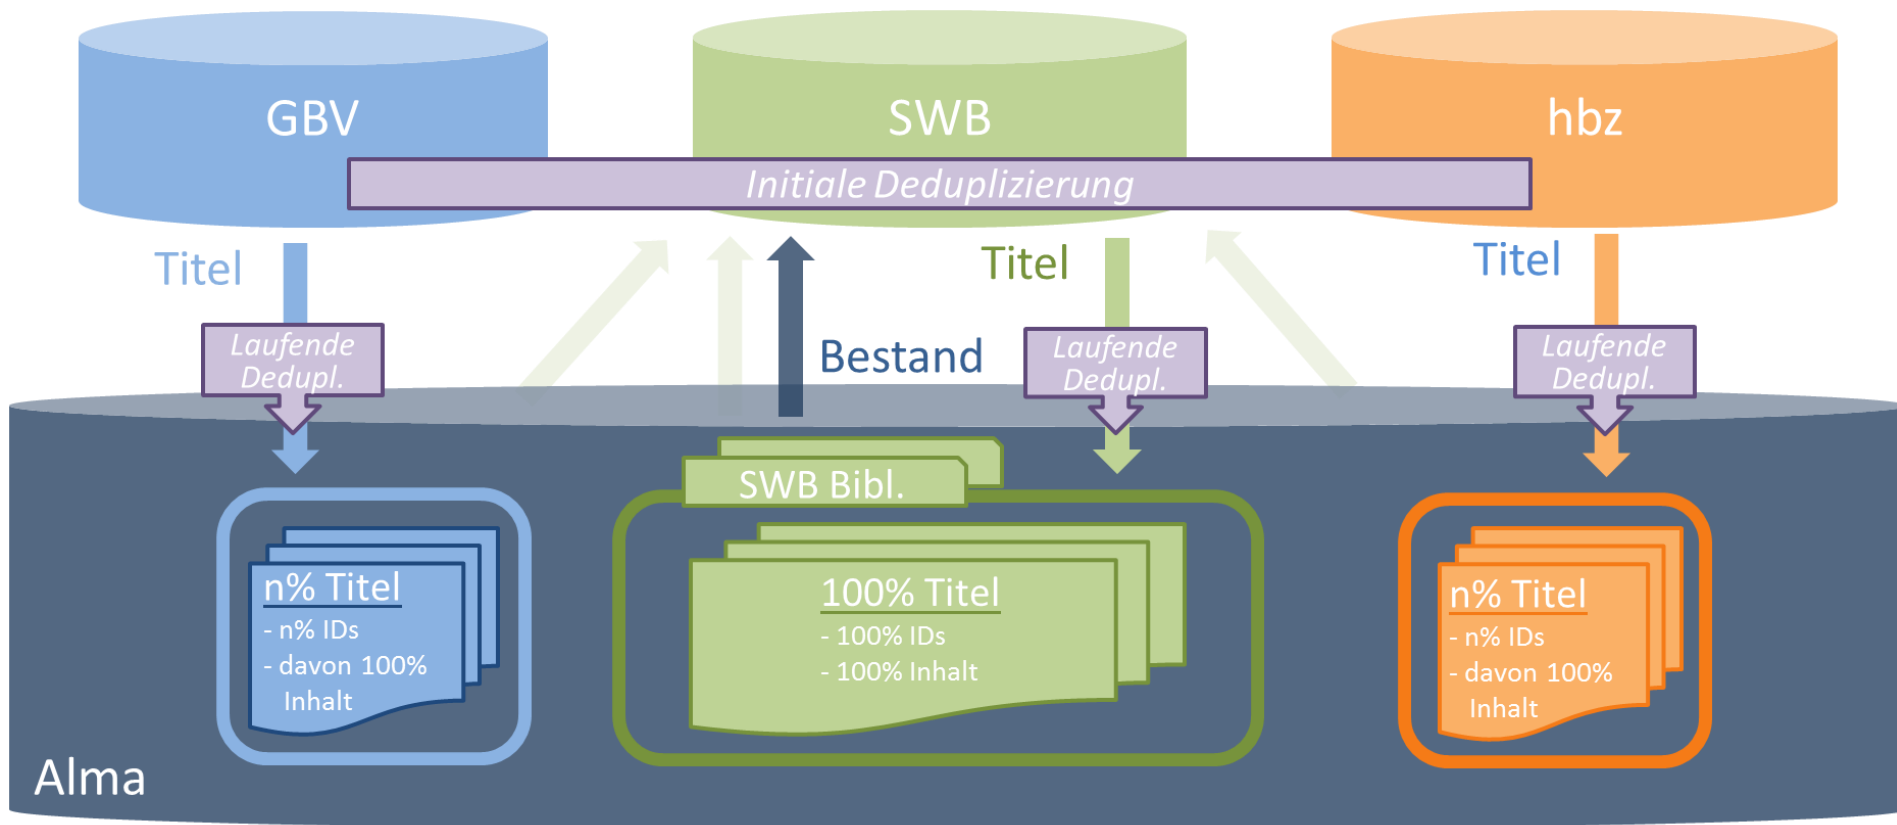 GBV
SWB
hbz
Initiale Deduplizierung
Titel
Titel
Titel
Laufende
Dedupl.
Bestand
Laufende
Dedupl.
Laufende
Dedupl.
SWB Bibl.
n% Titel
- n% IDs
- davon 100%
Inhalt
100% Titel
- 100% IDs
- 100% Inhalt
n% Titel
- n% IDs
- davon 100%
Inhalt
Alma